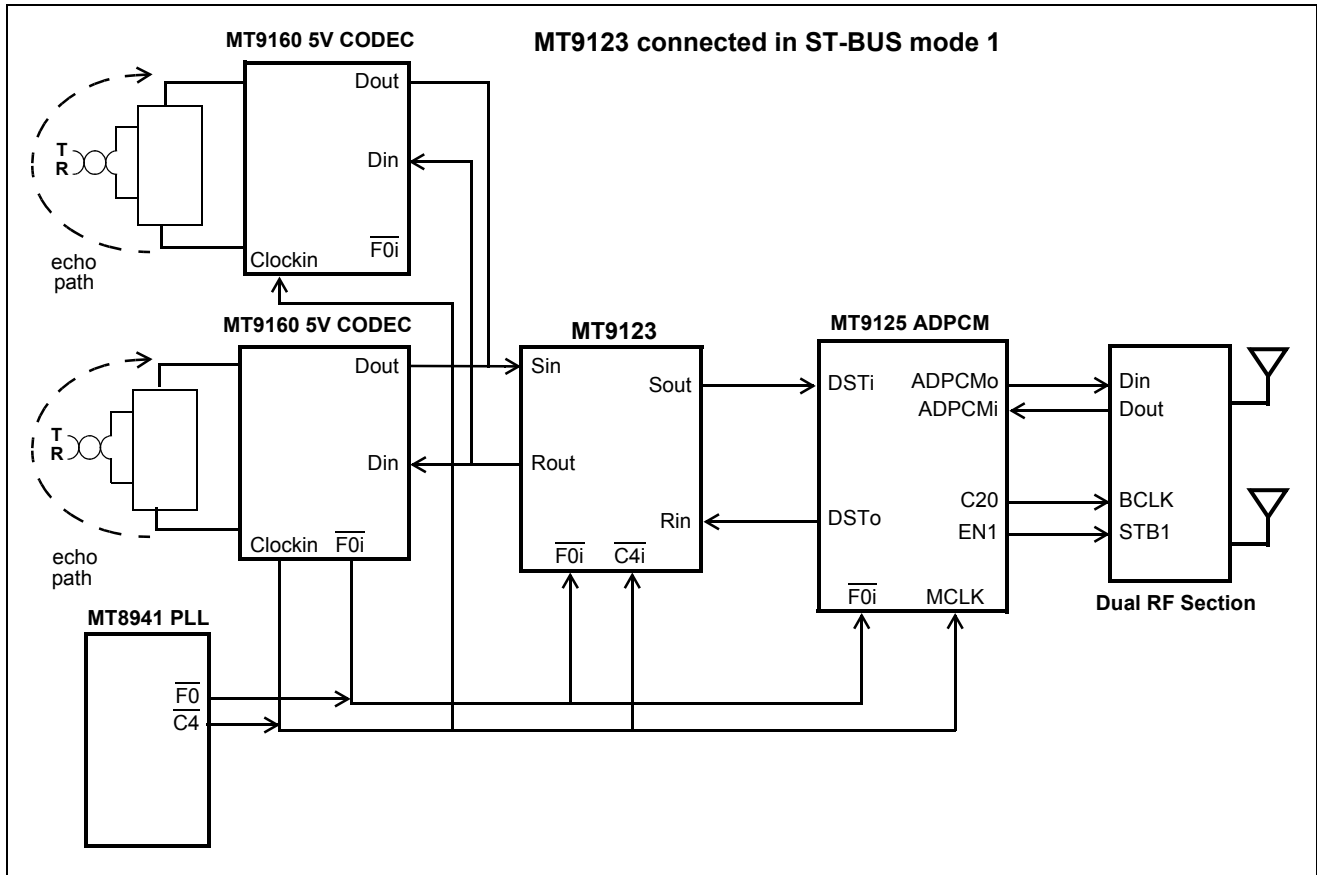 MT9160 5V CODEC
MT9123 connected in ST-BUS mode 1
Dout
Din
F0i
Clockin
T
R
echo
path
MT9160 5V CODEC
Dout
Din
Clockin
F0i
T
R
echo
path
MT9123
Sin
Sout
Rout
Rin
F0i
C4i
MT9125 ADPCM
DSTi
ADPCMo
ADPCMi
DSTo
C20
EN1
F0i
MCLK
Din
Dout
BCLK
STB1
Dual RF Section
MT8941 PLL
F0
C4